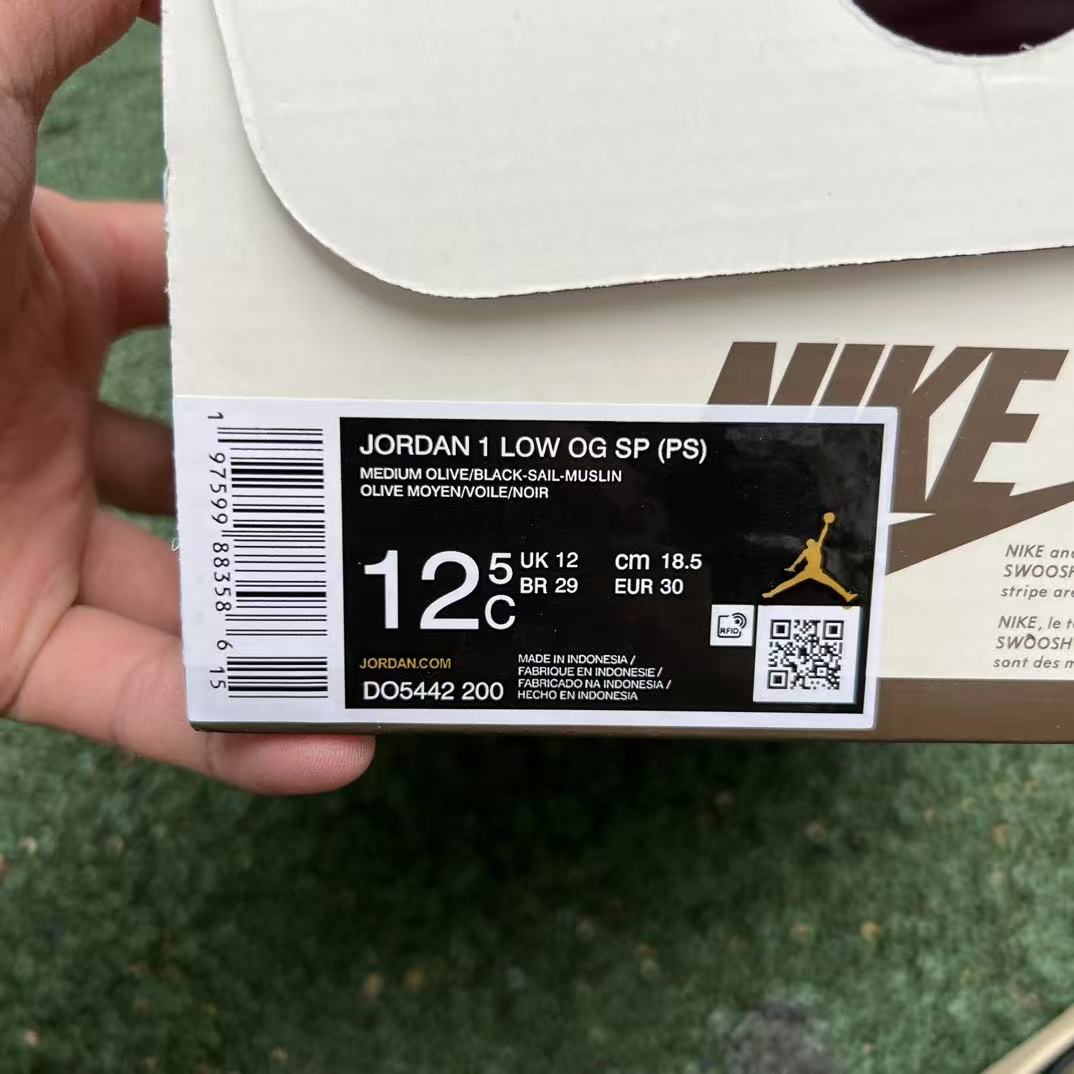 NIKE
JORDAN 1 LOW OG SP (PS)
MEDIUM OLIVE/BLACK-SAIL-MUSLIN
OLIVE MOYEN/VOILE/NOIR
12 5 C
UK 12 cm 18.5
BR 29 EUR 30
RFID
JORDAN.COM
DO5442 200
MADE IN INDONESIA /
FABRIQUE EN INDONESIE /
FABRICADO NA INDONESIA /
HECHO EN INDONESIA
1 97599 88358 6 15
NIKE
SWOOSH
stripe
NIKE, le
SWOOSH
sont des